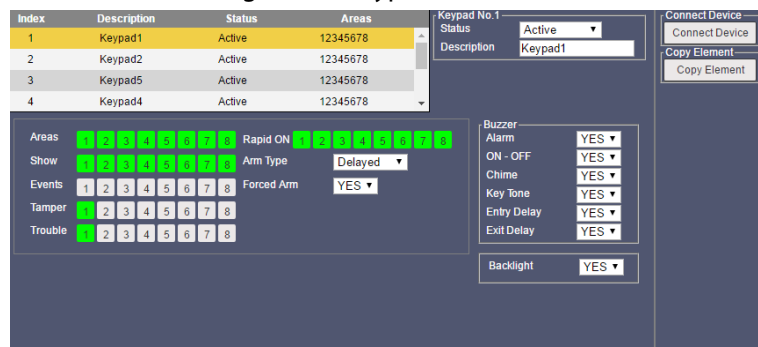 Index Description Status Areas
1 Keypad1 Active 12345678
2 Keypad2 Active 12345678
3 Keypad5 Active 12345678
4 Keypad4 Active 12345678
Keypad No.1
Status Active
Description Keypad1
Connect Device
Connect Device
Copy Element
Copy Element
Areas 1 2 3 4 5 6 7 8 Rapid ON 1 2 3 4 5 6 7 8
Show 1 2 3 4 5 6 7 8 Arm Type Delayed
Events 1 2 3 4 5 6 7 8 Forced Arm YES
Tamper 1 2 3 4 5 6 7 8
Trouble 1 2 3 4 5 6 7 8
Buzzer
Alarm YES
ON - OFF YES
Chime YES
Key Tone YES
Entry Delay YES
Exit Delay YES
Backlight YES